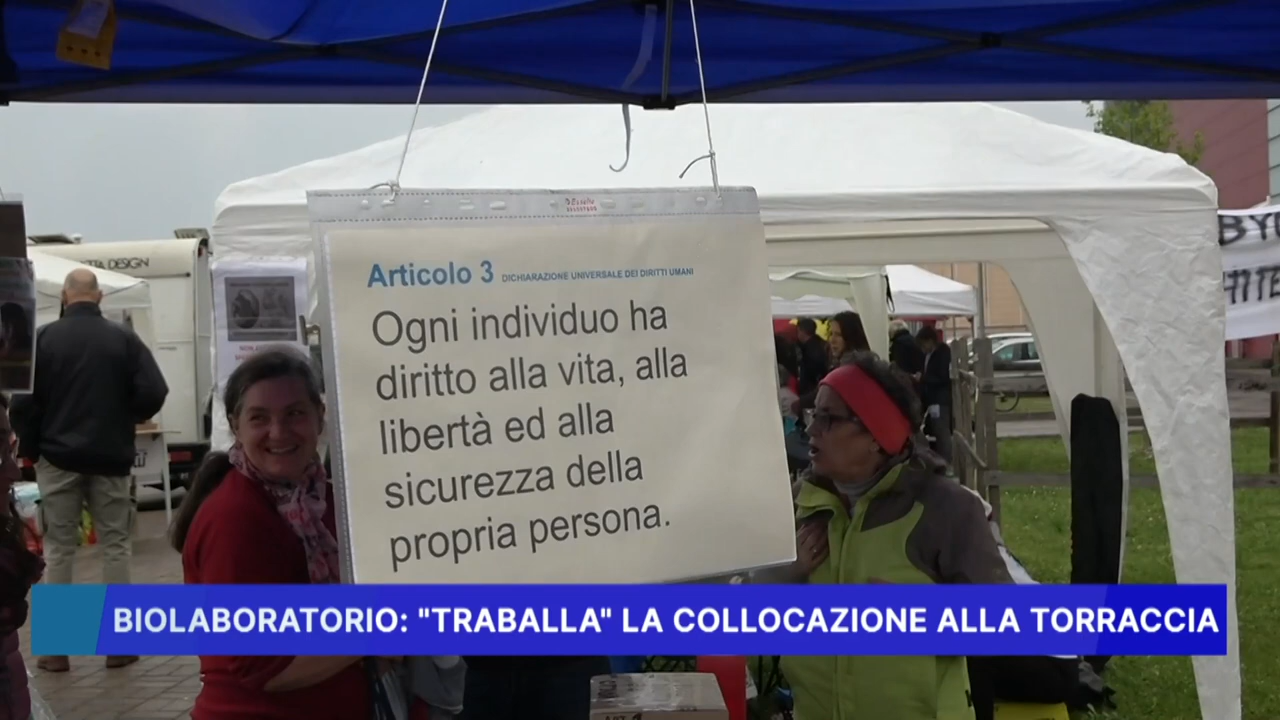 Articolo 3 DICHIARAZIONE UNIVERSALE DEI DIRITTI UMANI
Ogni individuo ha
diritto alla vita, alla
libertà ed alla
sicurezza della
propria persona.
DESIGN
BIOLABORATORIO: "TRABALLA" LA COLLOCAZIONE ALLA TORRACCIA